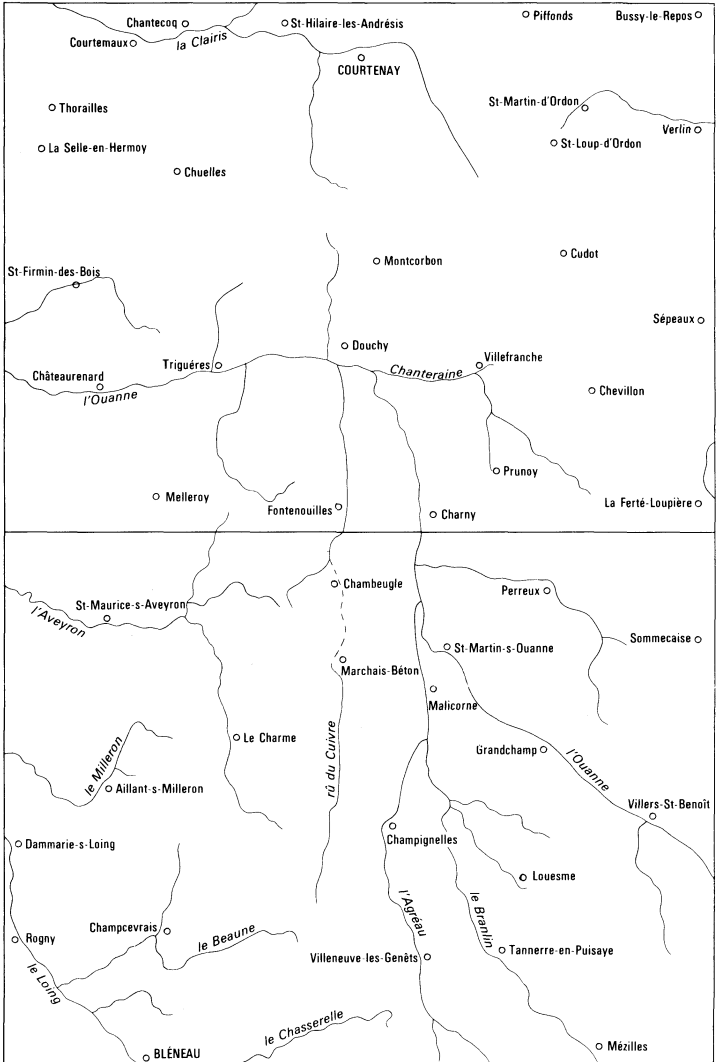 Chantecq
St-Hilaire-les-Andrésis
Piffonds
Bussy-le-Repos
Courtemaux
la Clairis
COURTENAY
Thorailles
St-Martin-d'Ordon
Verlin
La Selle-en-Hermoy
St-Loup-d'Ordon
Chuelles
Montcorbon
Cudot
St-Firmin-des-Bois
Sépeaux
Douchy
Triguéres
Chanteraine
Villefranche
Châteaurenard
l'Ouanne
Chevillon
Prunoy
Melleroy
Fontenouilles
Charny
La Ferté-Loupière
Chambeugle
Perreux
l'Aveyron
St-Maurice-s-Aveyron
St-Martin-s-Ouanne
Sommecaise
Marchais-Béton
Malicorne
le Milleron
Le Charme
rû du Cuivre
Grandchamp
l'Ouanne
Aillant-s-Milleron
Villers-St-Benoît
Dammarie-s-Loing
Champignelles
Louesme
Champcevrais
le Beaune
l'Agréau
le Branlin
Rogny
Villeneuve-les-Genêts
Tannerre-en-Puisaye
le Loing
le Chasserelle
BLÉNEAU
Mézilles